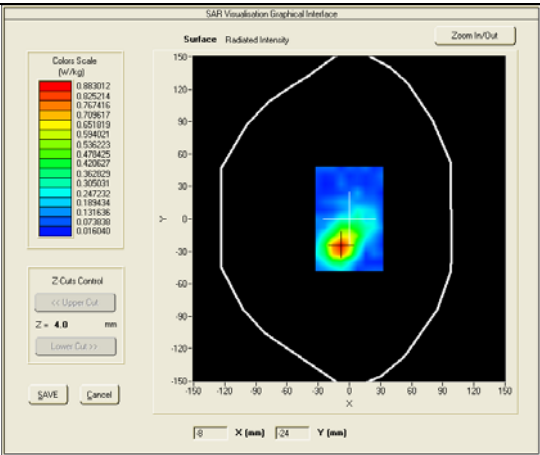 SAR Visualisation Graphical Interface
Surface Radiated Intensity
Zoom In/Out
Colors Scale
(W/kg)
0.883012
0.825214
0.767416
0.709617
0.651819
0.594021
0.536223
0.478425
0.420627
0.362829
0.305031
0.247232
0.189434
0.131636
0.073838
0.016040
Z-Cuts Control
<< Upper Cut
Z = 4.0 mm
Lower Cut >>
SAVE Cancel
150
120
90
60
30
0
-30
-60
-90
-120
-150
Y
-150 -120 -90 -60 -30 0 30 60 90 120 150
X
-8 X (mm) -24 Y (mm)